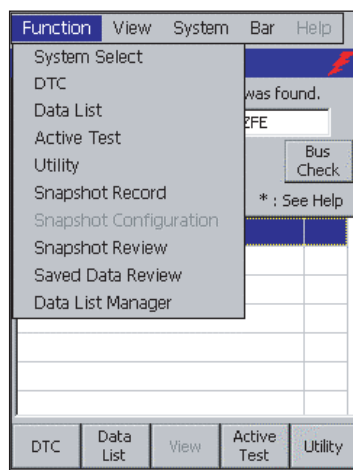 Function View System Bar Help
System Select
DTC
Data List
Active Test
Utility
Snapshot Record
Snapshot Configuration
Snapshot Review
Saved Data Review
Data List Manager
was found.
ZFE
Bus
Check
* : See Help
DTC
Data
List
View
Active
Test
Utility